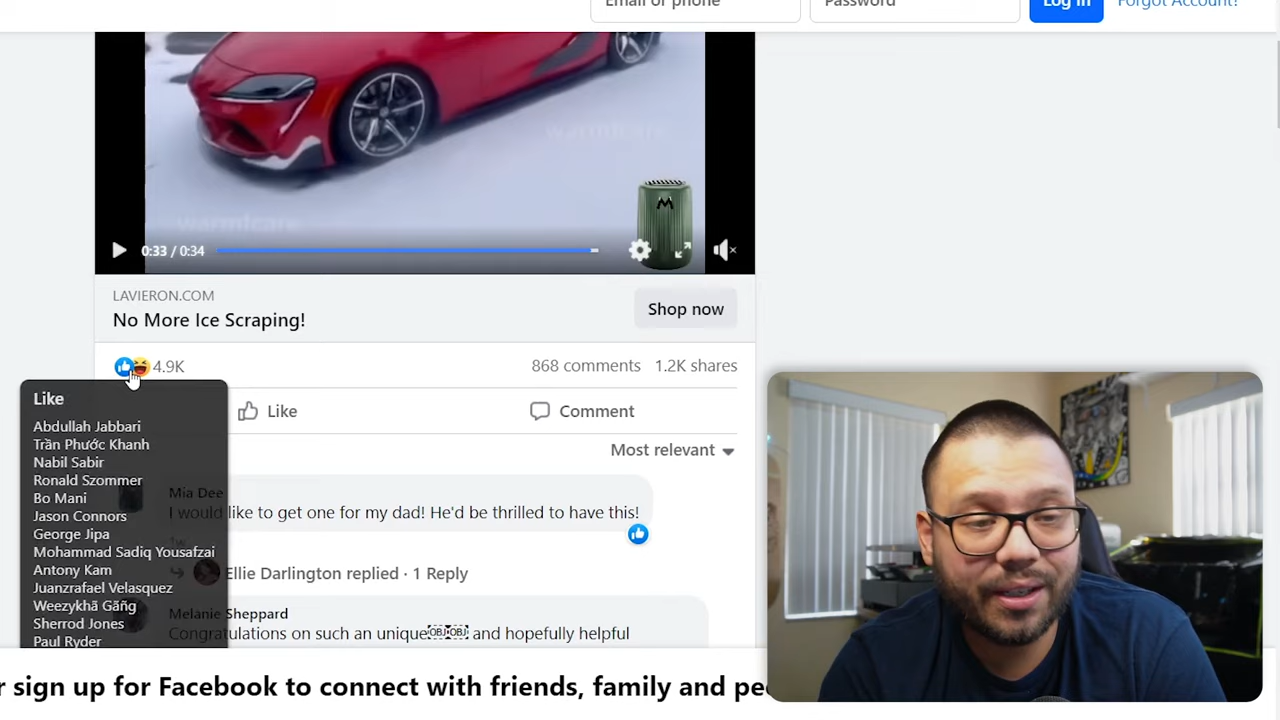 Email or phone
Password
Log In
Forgot Account?
warmfcare
warmfcare
M
0:33 / 0:34
LAVIERON.COM
No More Ice Scraping!
Shop now
4.9K
868 comments
1.2K shares
Like
Like
Comment
Most relevant
Abdullah Jabbari
Trần Phước Khanh
Nabil Sabir
Ronald Szommer
Bo Mani
Jason Connors
George Jipa
Mohammad Sadiq Yousafzai
Antony Kam
Juanzrafael Velasquez
Weezykhā Gāñg
Sherrod Jones
Paul Ryder
Mia Dee
I would like to get one for my dad! He'd be thrilled to have this!
1w
Ellie Darlington replied · 1 Reply
Melanie Sheppard
Congratulations on such an unique and hopefully helpful
r sign up for Facebook to connect with friends, family and pe